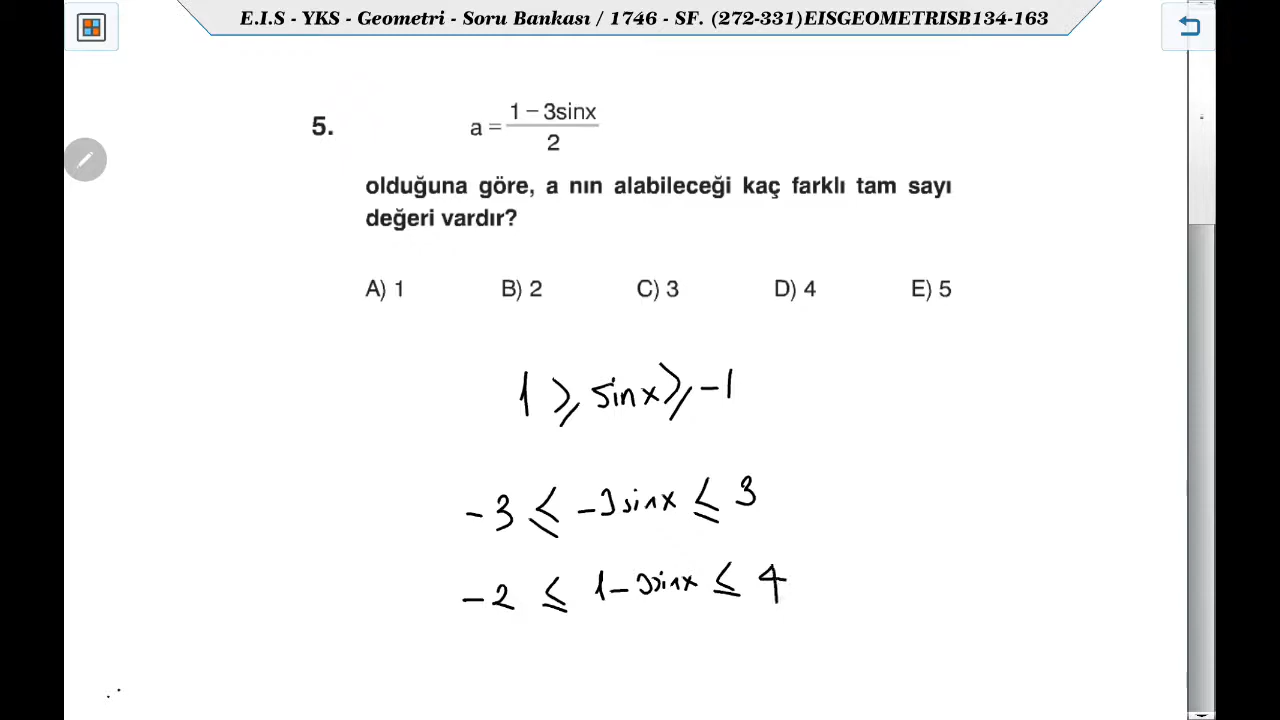 E.I.S - YKS - Geometri - Soru Bankası / 1746 - SF. (272-331)EISGEOMETRISB134-163
5. a = 1 – 3sinx / 2
olduğuna göre, a nın alabileceği kaç farklı tam sayı
değeri vardır?
A) 1 B) 2 C) 3 D) 4 E) 5
1 ≥ sinx ≥ -1
-3 ≤ -3sinx ≤ 3
-2 ≤ 1-3sinx ≤ 4